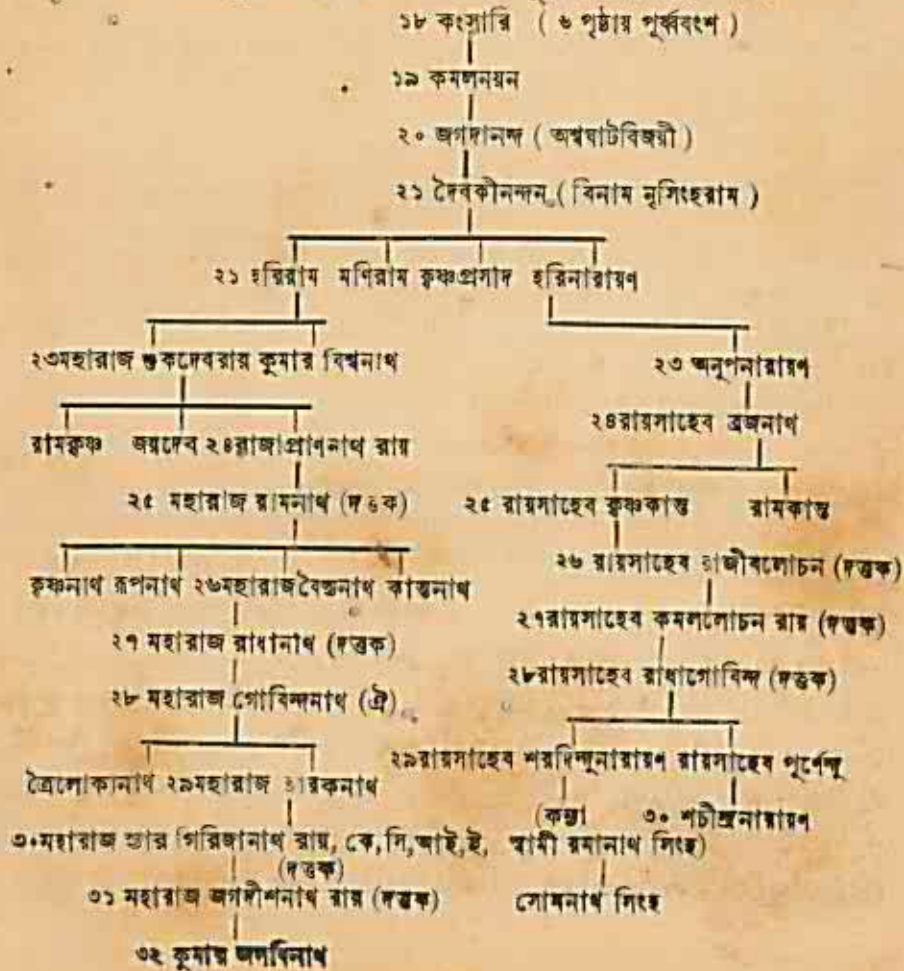 ১৮ কংসারি ( ৬ পৃষ্ঠায় পূর্ব্ববংশ )
১৯ কমলনয়ন
২০ জগদানন্দ ( অশ্বঘাটবিজয়ী )
২১ দৈবকীনন্দন ( বিনাম নৃসিংহরাম )
২১ হরিরাম মণিরাম কৃষ্ণপ্রসাদ হরিনারায়ণ
২৩মহারাজ শুকদেবরায় কুমার বিশ্বনাথ ২৩ অনূপনারায়ণ
রামকৃষ্ণ জয়দেব ২৪রাজাপ্রাণনাথ রায় ২৪রায়সাহেব ব্রজনাথ
২৫ মহারাজ রামনাথ (দত্তক) ২৫ রায়সাহেব কৃষ্ণকান্ত রামকান্ত
কৃষ্ণনাথ রূপনাথ ২৬মহারাজবৈদ্যনাথ কান্তনাথ ২৬ রায়সাহেব রাজীবলোচন (দত্তক)
২৭ মহারাজ রাধানাথ (দত্তক) ২৭রায়সাহেব কমললোচন রায় (দত্তক)
২৮ মহারাজ গোবিন্দনাথ (ঐ) ২৮রায়সাহেব রাধাগোবিন্দ (দত্তক)
ত্রৈলোক্যনাথ ২৯মহারাজ তারকনাথ ২৯রায়সাহেব শরদিন্দুনারায়ণ রায়সাহেব পূর্ণেন্দু
(কন্যা ৩০ শচীন্দ্রনারায়ণ
৩০মহারাজ স্যার গিরিজানাথ রায়, কে,সি,আই,ই, স্বামী রমানাথ সিংহ)
(দত্তক)
৩১ মহারাজ জগদীশনাথ রায় (দত্তক) সোমনাথ সিংহ
৩২ কুমার জলধিনাথ